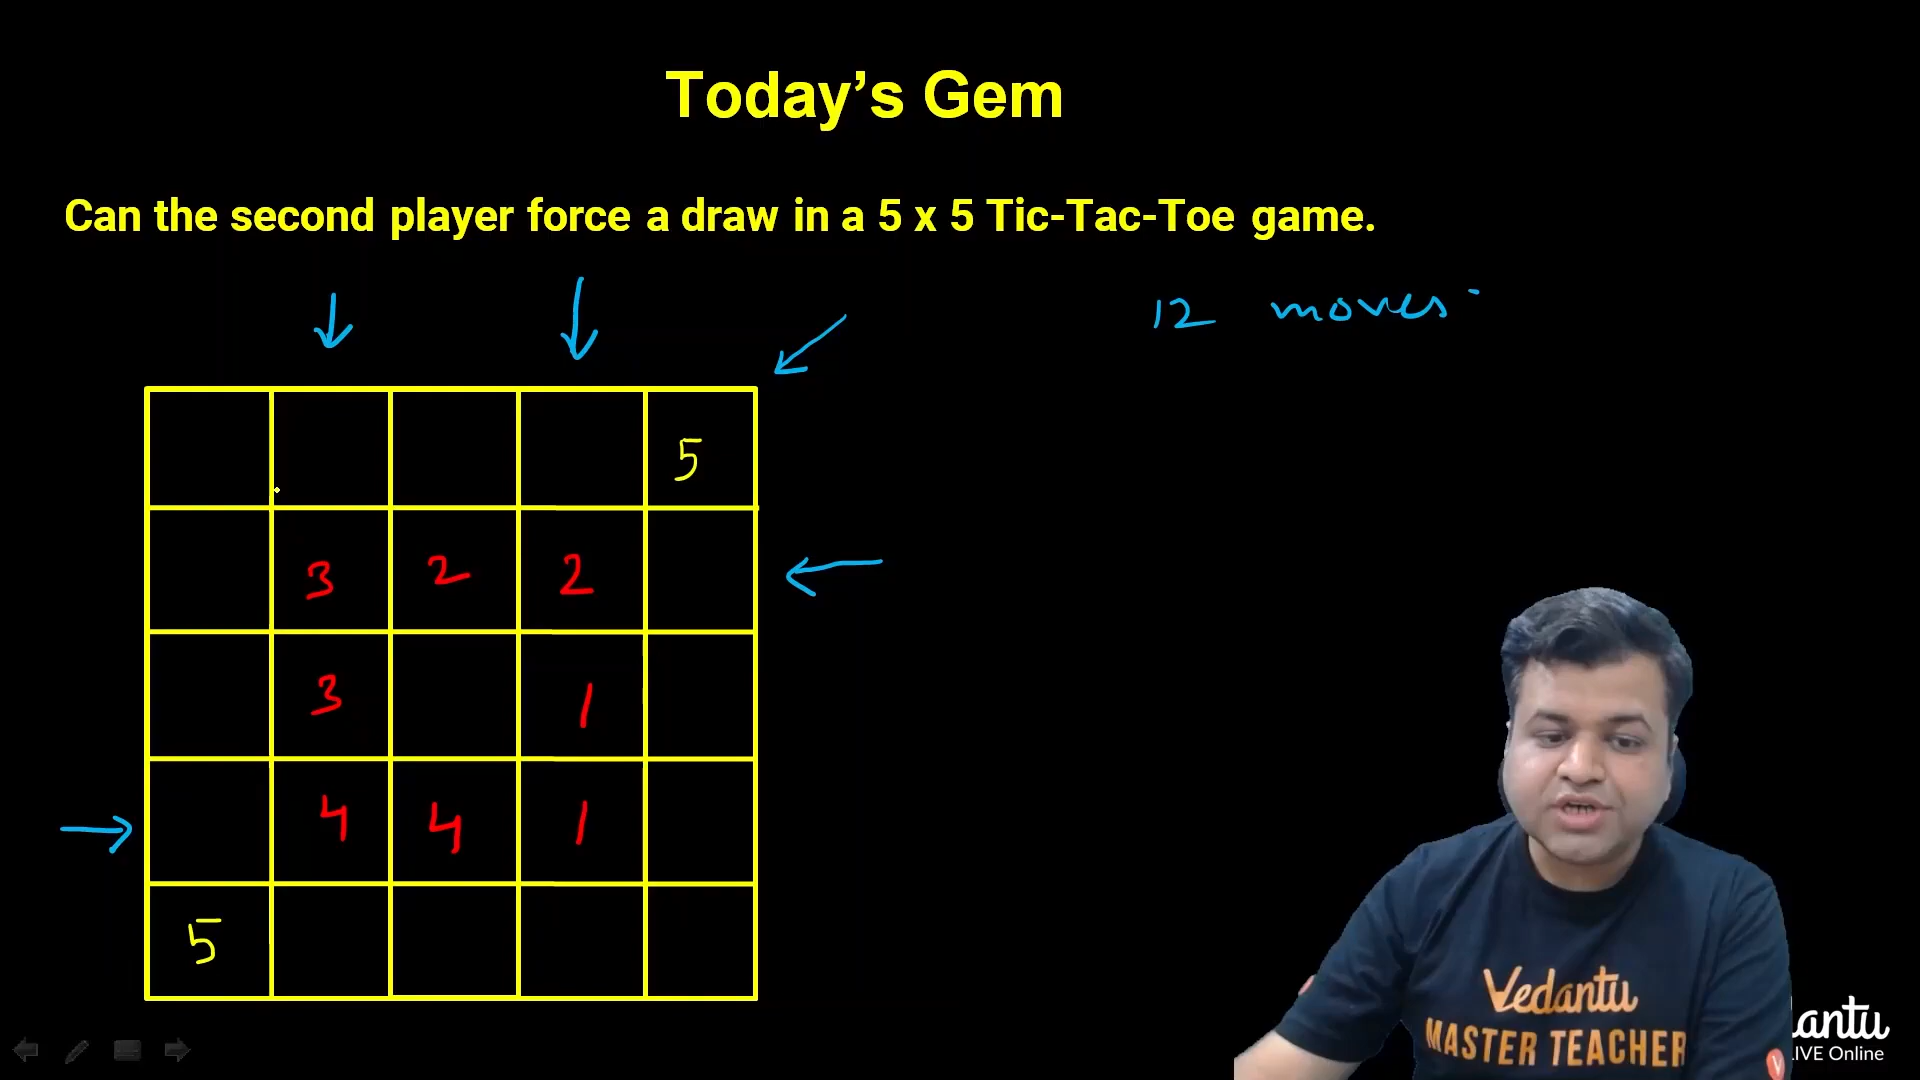 Today’s Gem
Can the second player force a draw in a 5 x 5 Tic-Tac-Toe game.
12 moves
5
3 2 2
3 1
4 4 1
5
Vedantu
MASTER TEACHER
antu
LIVE Online